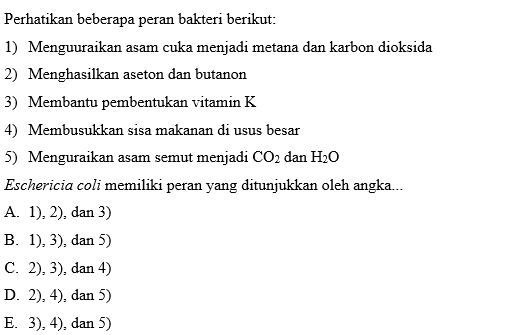 Perhatikan beberapa peran bakteri berikut:
1) Menguuraikan asam cuka menjadi metana dan karbon dioksida
2) Menghasilkan aseton dan butanon
3) Membantu pembentukan vitamin K
4) Membusukkan sisa makanan di usus besar
5) Menguraikan asam semut menjadi CO2 dan H2O
Eschericia coli memiliki peran yang ditunjukkan oleh angka...
A. 1), 2), dan 3)
B. 1), 3), dan 5)
C. 2), 3), dan 4)
D. 2), 4), dan 5)
E. 3), 4), dan 5)